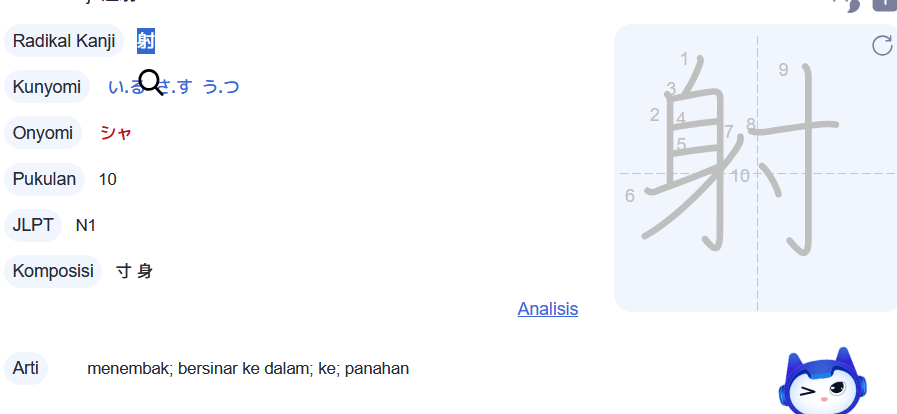 Radikal Kanji 射
Kunyomi い.る さ.す う.つ
Onyomi シャ
Pukulan 10
JLPT N1
Komposisi 寸 身
Analisis
Arti menembak; bersinar ke dalam; ke; panahan
射
1
2
3
4
5
6
7
8
9
10